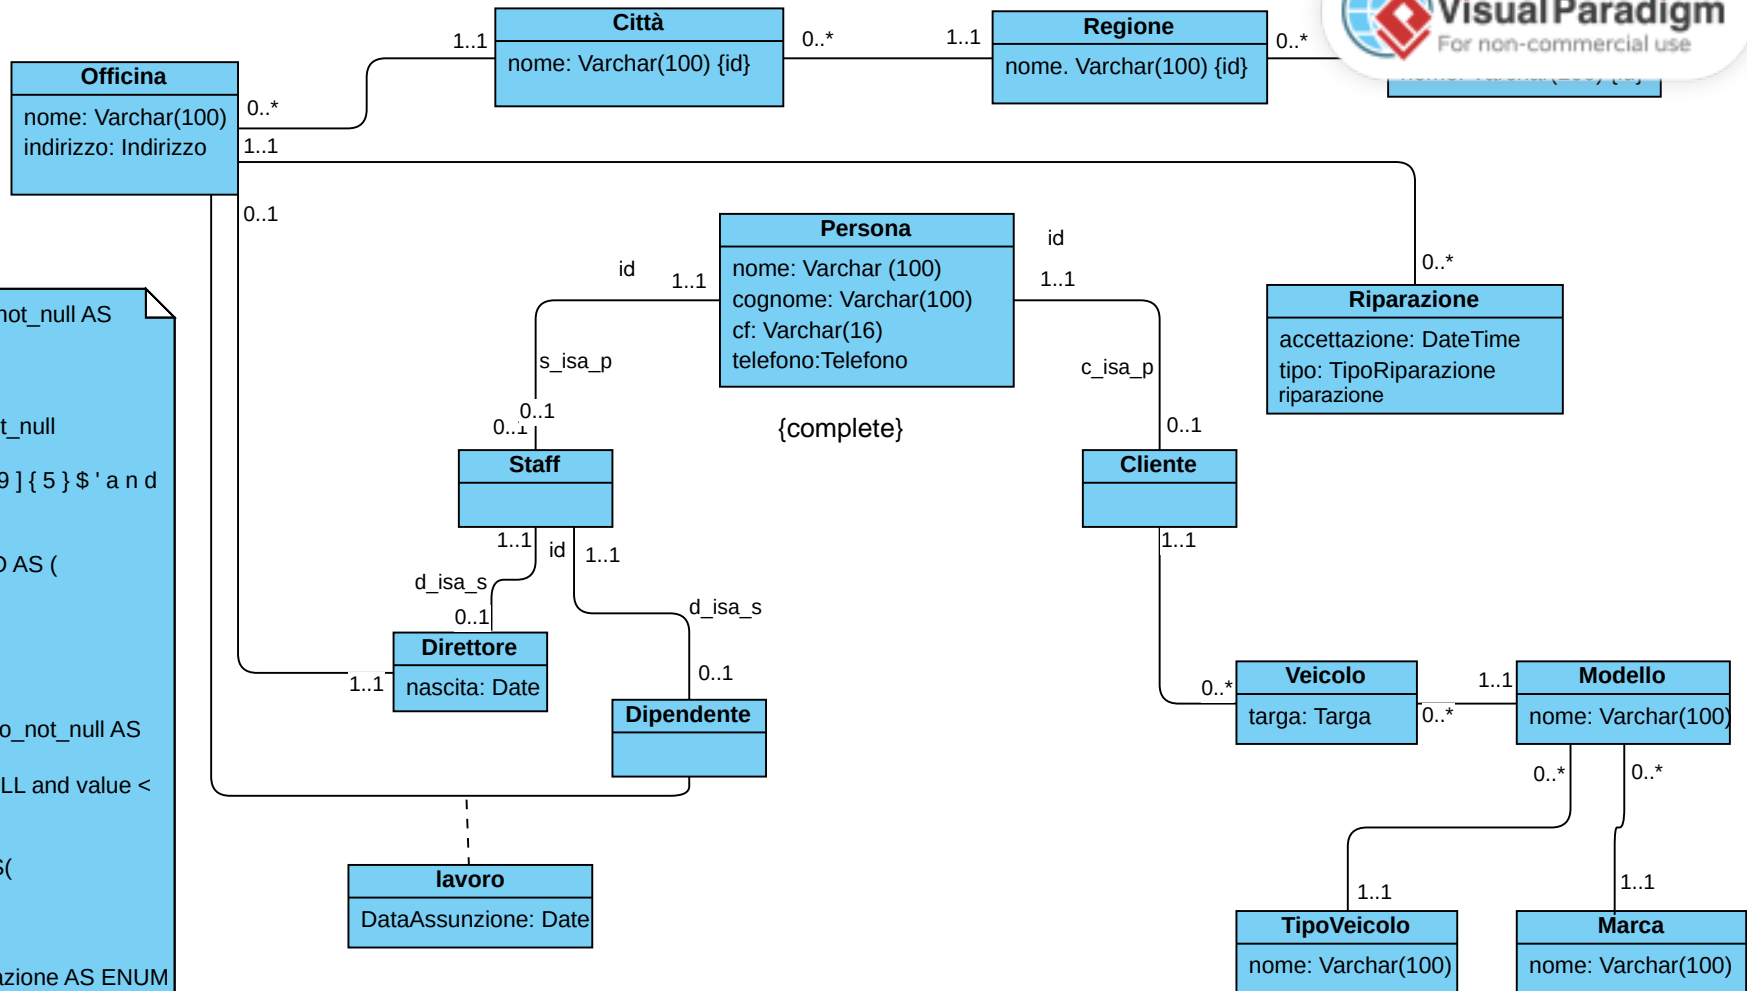 VisualParadigm
For non-commercial use
Città
nome: Varchar(100) {id}
1..1
0..*
Regione
nome. Varchar(100) {id}
1..1
0..*
Officina
nome: Varchar(100)
indirizzo: Indirizzo
0..*
1..1
0..1
Persona
nome: Varchar (100)
cognome: Varchar(100)
cf: Varchar(16)
telefono:Telefono
id
1..1
id
1..1
0..*
Riparazione
accettazione: DateTime
tipo: TipoRiparazione
riparazione
not_null AS
t_null
9 ] { 5 } $ ' a n d
O AS (
o_not_null AS
LL and value <
S(
azione AS ENUM
s_isa_p
0..1
0..1
c_isa_p
0..1
{complete}
Staff
Cliente
1..1
id
1..1
1..1
d_isa_s
0..1
d_isa_s
0..1
Direttore
nascita: Date
1..1
Dipendente
0..*
Veicolo
targa: Targa
0..*
1..1
Modello
nome: Varchar(100)
0..*
0..*
lavoro
DataAssunzione: Date
1..1
1..1
TipoVeicolo
nome: Varchar(100)
Marca
nome: Varchar(100)